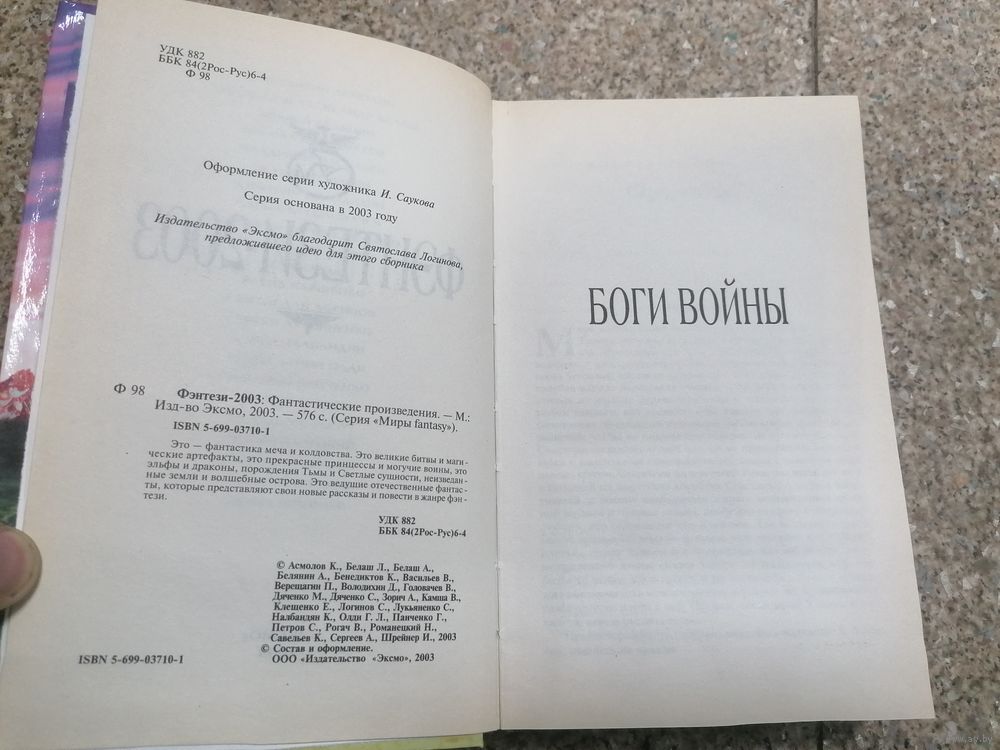 УДК 882
ББК 84(2Рос-Рус)6-4
Ф 98
Оформление серии художника И. Саукова
Серия основана в 2003 году
Издательство «Эксмо» благодарит Святослава Логинова,
предложившего идею для этого сборника
Ф 98 Фэнтези-2003: Фантастические произведения. — М.:
Изд-во Эксмо, 2003. — 576 с. (Серия «Миры fantasy»).
ISBN 5-699-03710-1
Это — фантастика меча и колдовства. Это великие битвы и маги-
ческие артефакты, это прекрасные принцессы и могучие воины, это
эльфы и драконы, порождения Тьмы и Светлые сущности, неизведан-
ные земли и волшебные острова. Это ведущие отечественные фантас-
ты, которые представляют свои новые рассказы и повести в жанре фэн-
тези.
УДК 882
ББК 84(2Рос-Рус)6-4
© Асмолов К., Белаш Л., Белаш А.,
Белянин А., Бенедиктов К., Васильев В.,
Верещагин П., Володихин Д., Головачев В.,
Дяченко М., Дяченко С., Зорич А., Камша В.,
Клещенко Е., Логинов С., Лукьяненко С.,
Налбандян К., Олди Г. Л., Панченко Г.,
Петров С., Рогач В., Романецкий Н.,
Савельев К., Сергеев А., Шрейнер И., 2003
© Состав и оформление.
ООО «Издательство «Эксмо», 2003
ISBN 5-699-03710-1
БОГИ ВОЙНЫ
www.ay.by